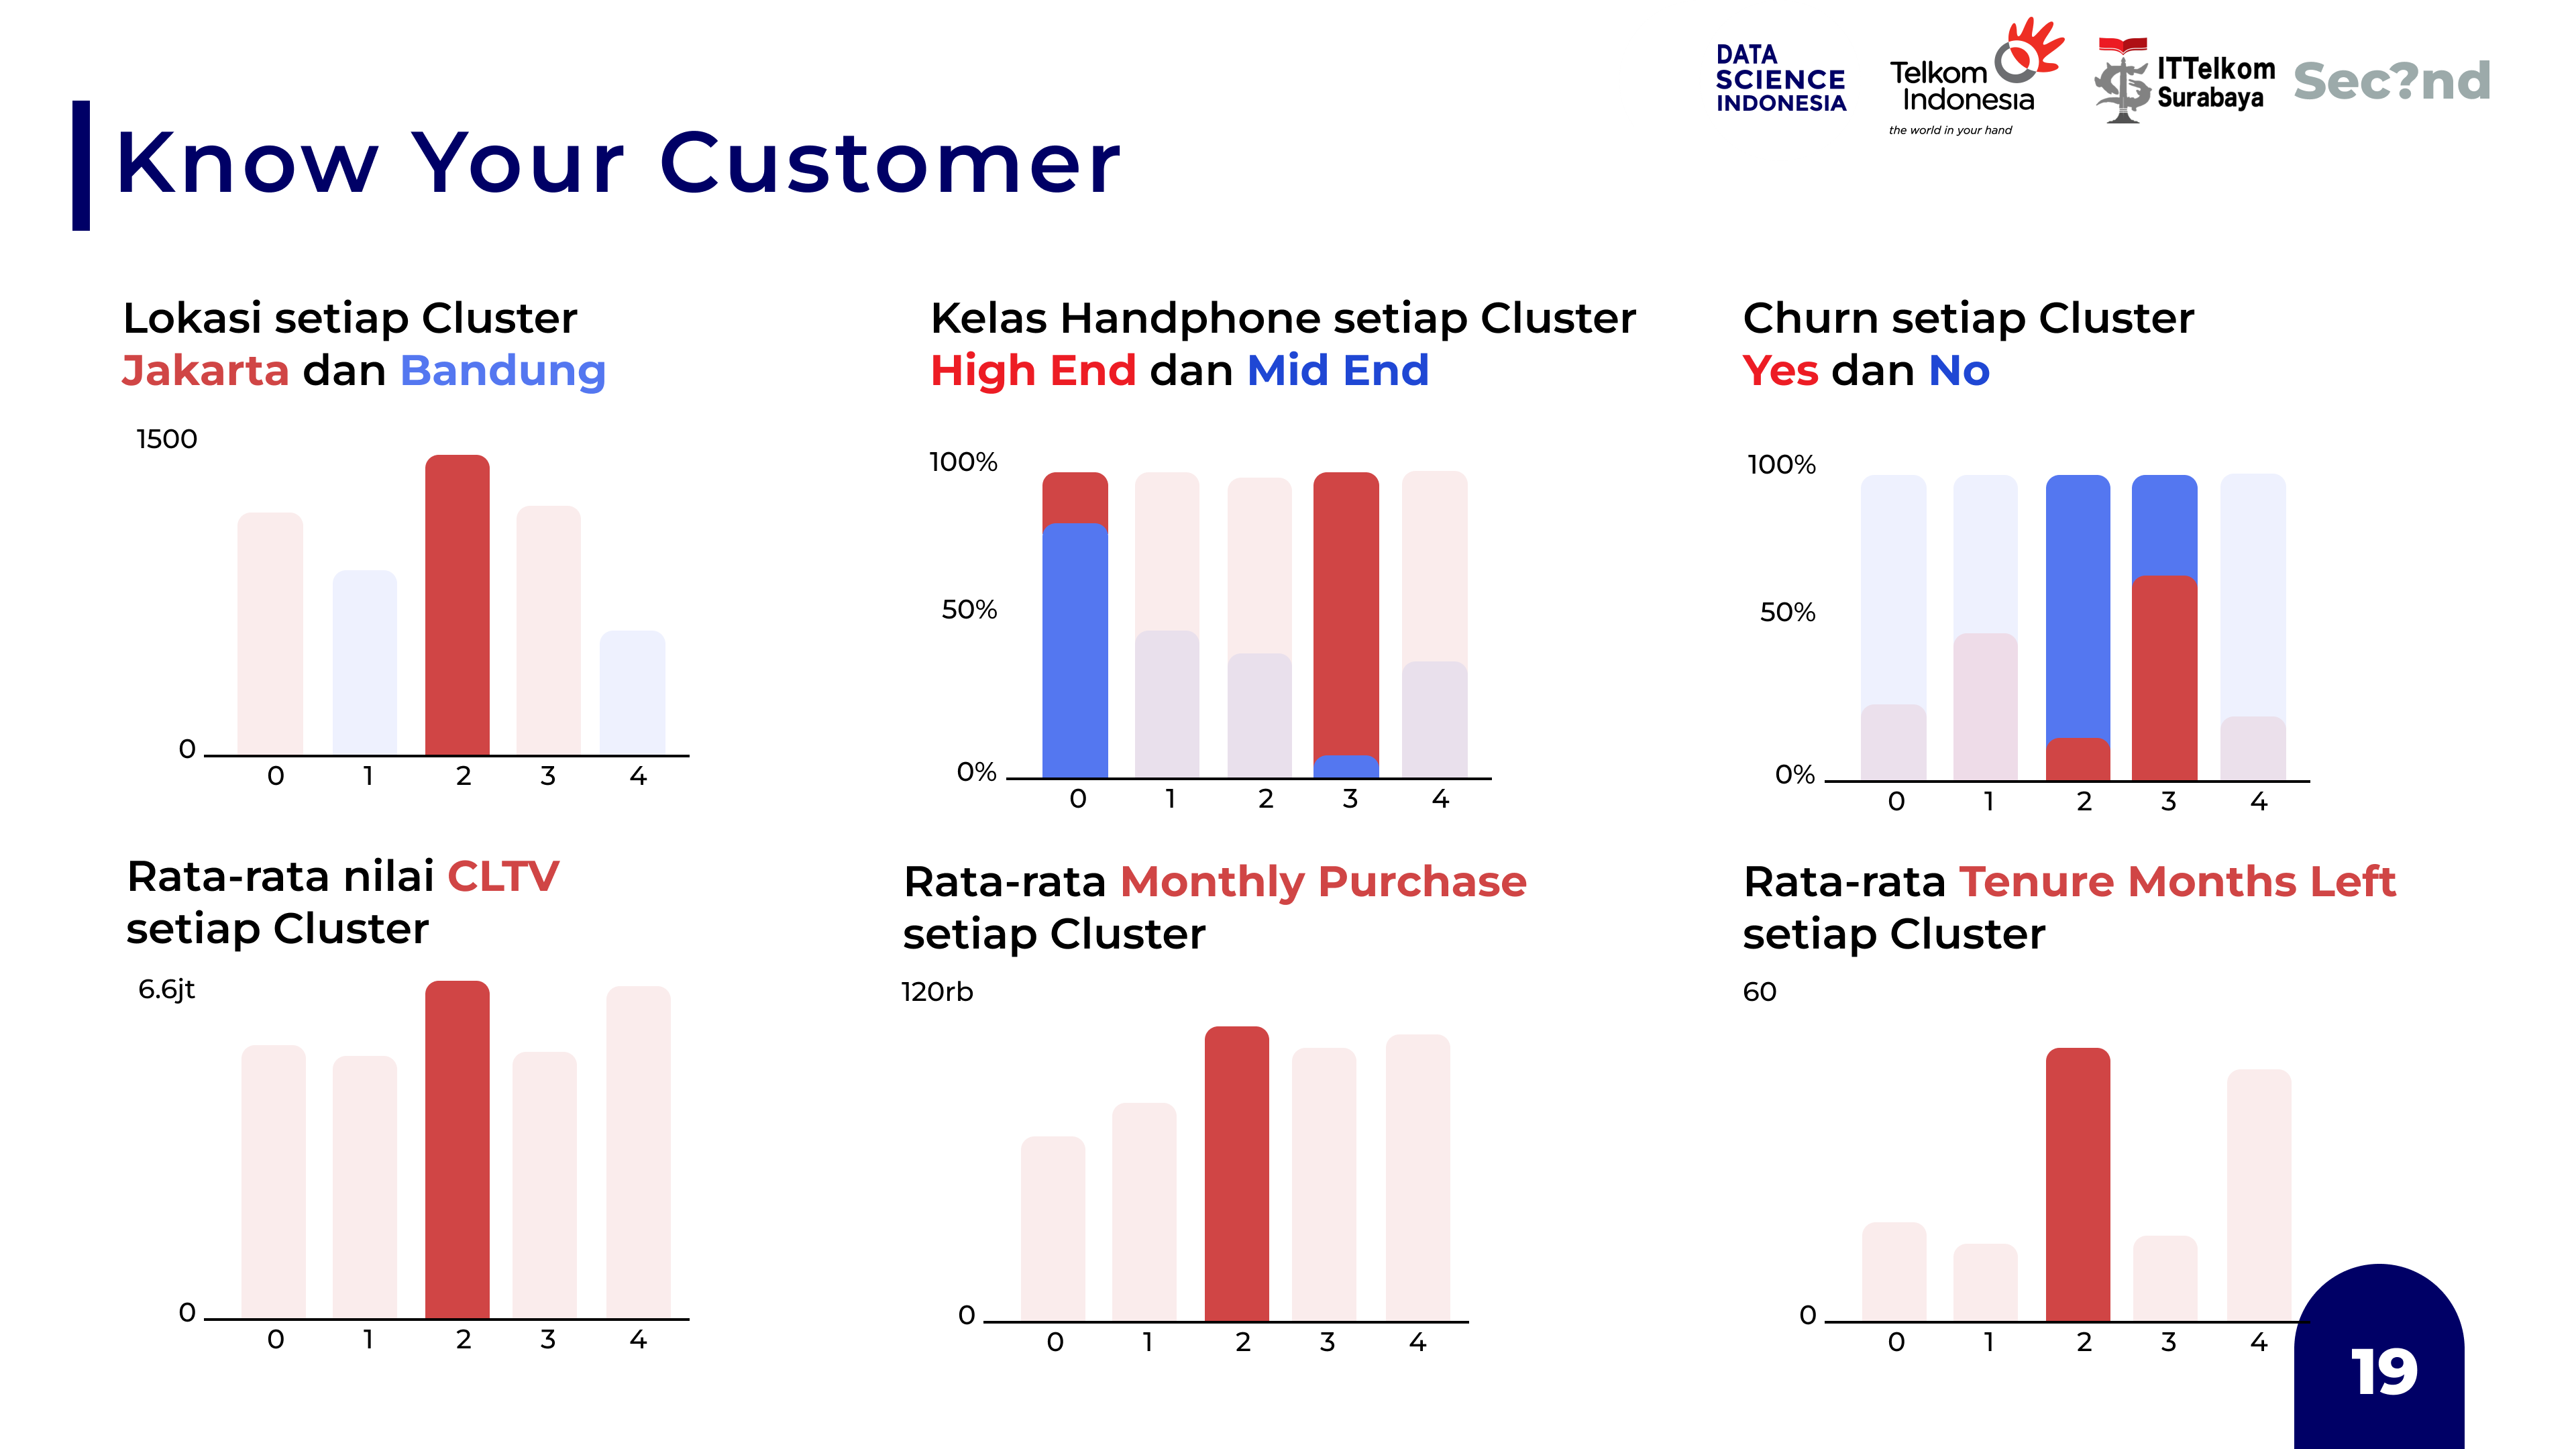 DATA
SCIENCE
INDONESIA
Telkom
Indonesia
the world in your hand
ITTelkom
Surabaya
Sec?nd
Know Your Customer
Lokasi setiap Cluster
Jakarta dan Bandung
1500
0
0 1 2 3 4
Kelas Handphone setiap Cluster
High End dan Mid End
100%
50%
0%
0 1 2 3 4
Churn setiap Cluster
Yes dan No
100%
50%
0%
0 1 2 3 4
Rata-rata nilai CLTV
setiap Cluster
6.6jt
0
0 1 2 3 4
Rata-rata Monthly Purchase
setiap Cluster
120rb
0
0 1 2 3 4
Rata-rata Tenure Months Left
setiap Cluster
60
0
0 1 2 3 4
19